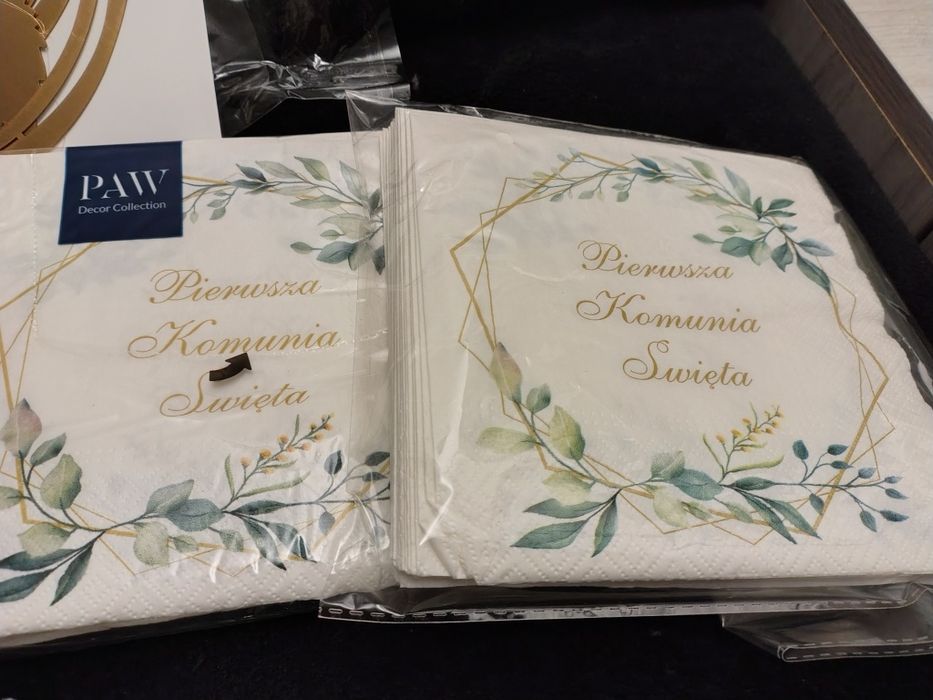 PAW
Decor Collection
Pierwsza
Komunia
Święta
Pierwsza
Komunia
Święta